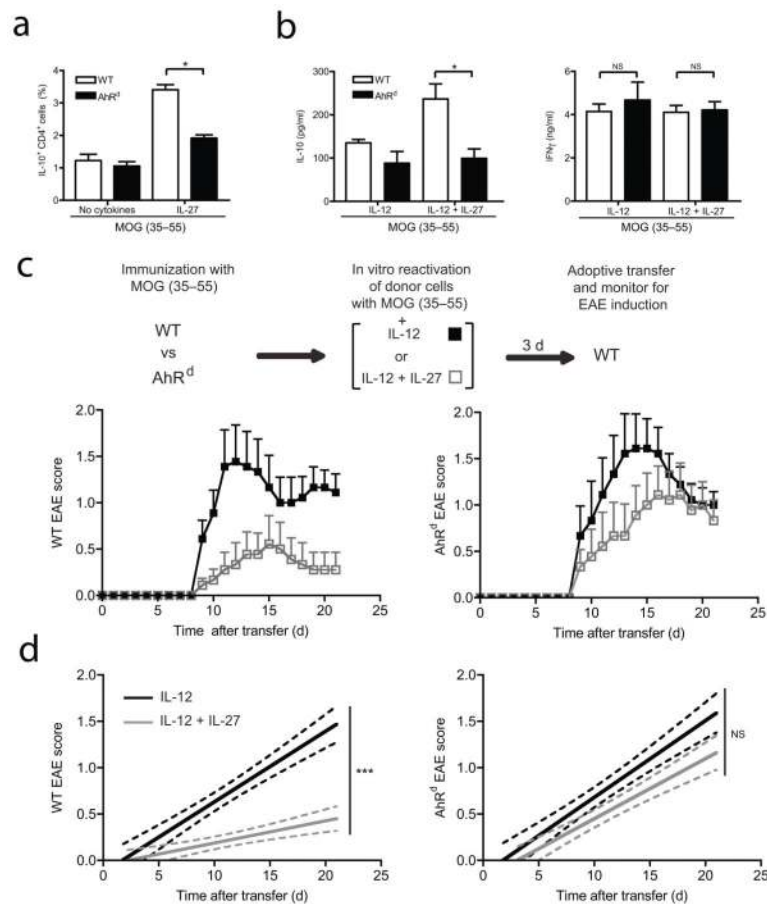 a
b
WT
AhRᵈ
*
IL-10⁺ CD4⁺ cells (%)
4
3
2
1
0
No cytokines
IL-27
MOG (35–55)
WT
AhRᵈ
*
IL-10 (pg/ml)
300
200
100
0
IL-12
IL-12 + IL-27
MOG (35–55)
NS
NS
IFNγ (ng/ml)
6
4
2
0
IL-12
IL-12 + IL-27
MOG (35–55)
c
Immunization with
MOG (35–55)
In vitro reactivation
of donor cells
with MOG (35–55)
Adoptive transfer
and monitor for
EAE induction
WT
vs
AhRᵈ
+
IL-12
or
IL-12 + IL-27
3 d
WT
WT EAE score
2.0
1.5
1.0
0.5
0.0
0 5 10 15 20 25
Time after transfer (d)
AhRᵈ EAE score
2.0
1.5
1.0
0.5
0.0
0 5 10 15 20 25
Time after transfer (d)
d
IL-12
IL-12 + IL-27
***
WT EAE score
2.0
1.5
1.0
0.5
0.0
0 5 10 15 20 25
Time after transfer (d)
NS
AhRᵈ EAE score
2.0
1.5
1.0
0.5
0.0
0 5 10 15 20 25
Time after transfer (d)